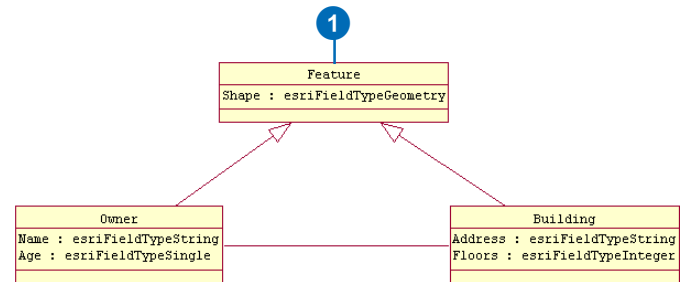 1
Feature
Shape : esriFieldTypeGeometry
Owner
Name : esriFieldTypeString
Age : esriFieldTypeSingle
Building
Address : esriFieldTypeString
Floors : esriFieldTypeInteger